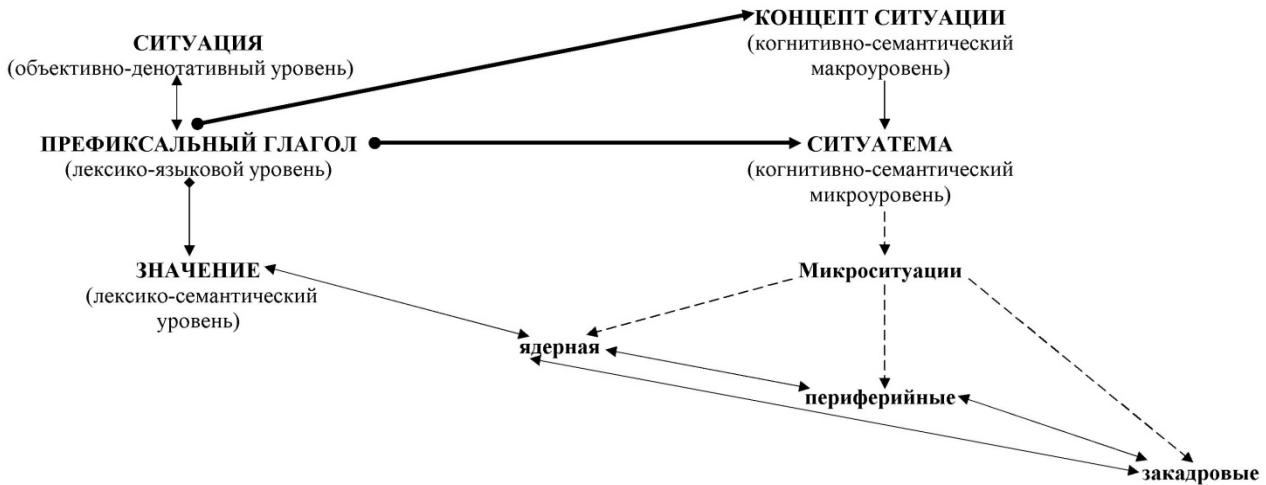 КОНЦЕПТ СИТУАЦИИ
(когнитивно-семантический
макроуровень)
СИТУАЦИЯ
(объективно-денотативный уровень)
ПРЕФИКСАЛЬНЫЙ ГЛАГОЛ
(лексико-языковой уровень)
СИТУАТЕМА
(когнитивно-семантический
микроуровень)
ЗНАЧЕНИЕ
(лексико-семантический
уровень)
Микроситуации
ядерная
периферийные
закадровые